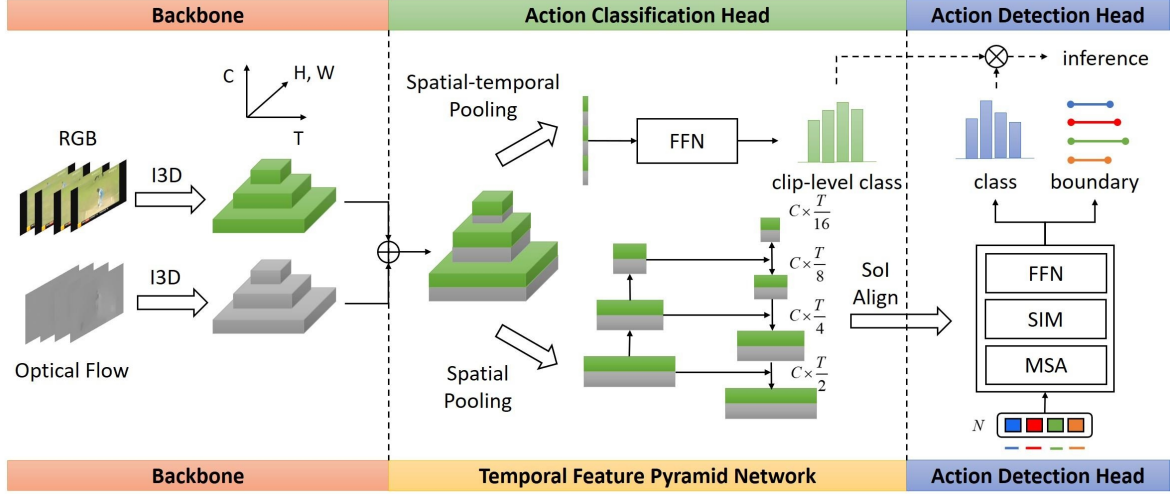 Backbone
Action Classification Head
Action Detection Head
C
H, W
T
RGB
I3D
I3D
Optical Flow
Spatial-temporal
Pooling
FFN
clip-level class
Spatial
Pooling
C × T/16
C × T/8
C × T/4
C × T/2
SoI
Align
inference
class
boundary
FFN
SIM
MSA
N
Backbone
Temporal Feature Pyramid Network
Action Detection Head